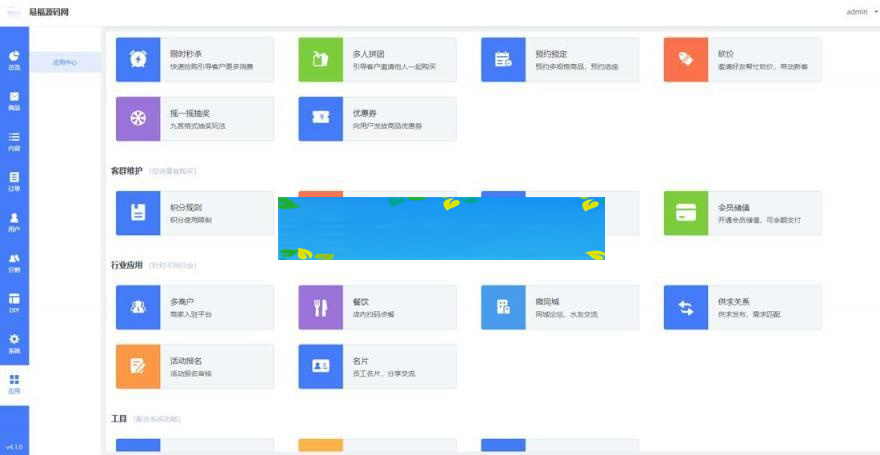 易福源码网
admin
总览
商品
内容
订单
用户
分销
DIY
系统
应用
v4.1.0
应用中心
限时秒杀
快速抢购引导客户更多消费
多人拼团
引导客户邀请他人一起购买
预约预定
预约多规格商品，预约选座
砍价
邀请好友帮忙砍价，带动新客
摇一摇抽奖
九宫格式抽奖玩法
优惠券
向用户发放商品优惠券
客群维护 （促进重复购买）
积分规则
积分使用限制
会员储值
开通会员储值，可余额支付
行业应用 （针对不同行业）
多商户
商家入驻平台
餐饮
店内扫码点餐
微同城
同城论坛、水友交流
供求关系
供求发布，需求匹配
活动报名
活动报名审核
名片
员工名片，分享交流
工具 （配合系统功能）